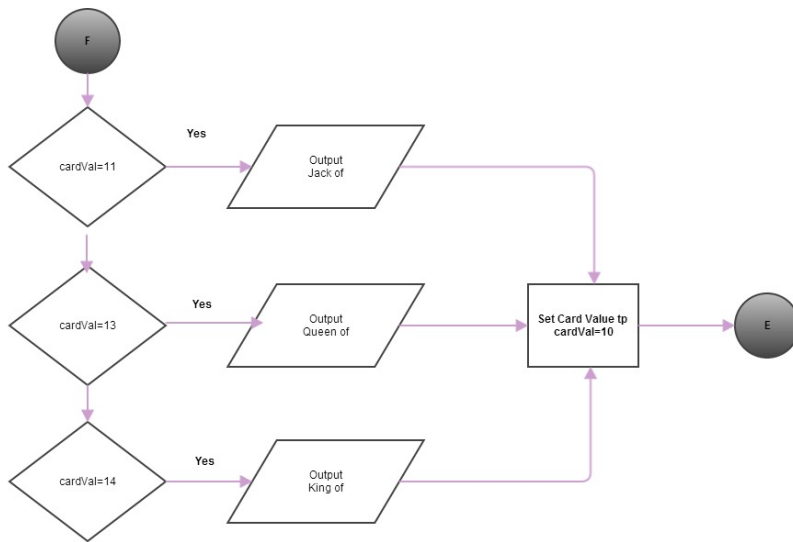 F
Yes
cardVal=11
Output
Jack of
Yes
cardVal=13
Output
Queen of
Set Card Value tp
cardVal=10
E
Yes
cardVal=14
Output
King of